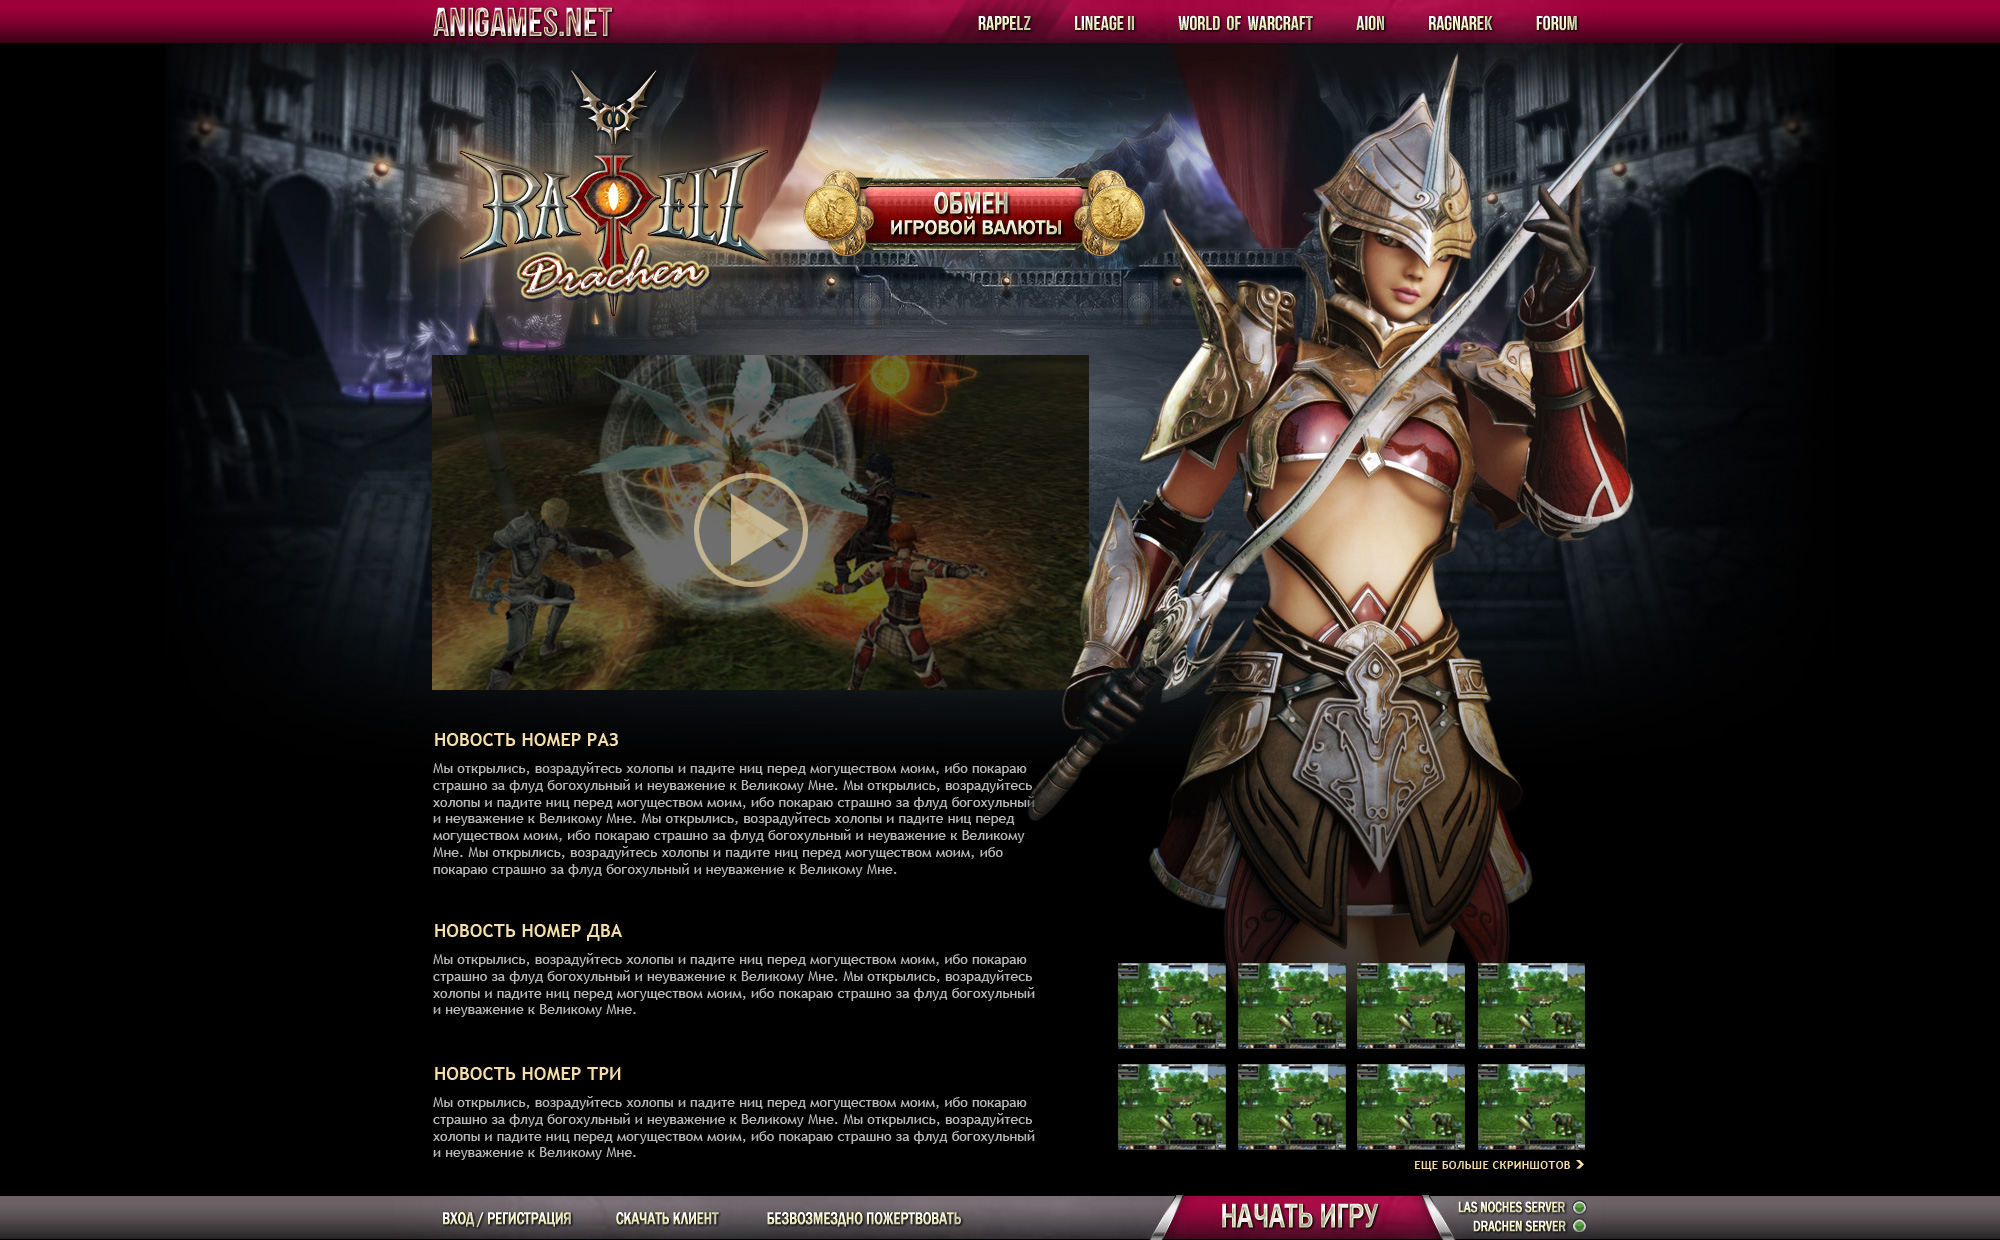 ANIGAMES.NET
RAPPELZ LINEAGE II WORLD OF WARCRAFT AION RAGNAREK FORUM
RAPPELZ
Drachen
ОБМЕН
ИГРОВОЙ ВАЛЮТЫ
НОВОСТЬ НОМЕР РАЗ
Мы открылись, возрадуйтесь холопы и падите ниц перед могуществом моим, ибо покараю
страшно за флуд богохульный и неуважение к Великому Мне. Мы открылись, возрадуйтесь
холопы и падите ниц перед могуществом моим, ибо покараю страшно за флуд богохульный
и неуважение к Великому Мне. Мы открылись, возрадуйтесь холопы и падите ниц перед
могуществом моим, ибо покараю страшно за флуд богохульный и неуважение к Великому
Мне. Мы открылись, возрадуйтесь холопы и падите ниц перед могуществом моим, ибо
покараю страшно за флуд богохульный и неуважение к Великому Мне.
НОВОСТЬ НОМЕР ДВА
Мы открылись, возрадуйтесь холопы и падите ниц перед могуществом моим, ибо покараю
страшно за флуд богохульный и неуважение к Великому Мне. Мы открылись, возрадуйтесь
холопы и падите ниц перед могуществом моим, ибо покараю страшно за флуд богохульный
и неуважение к Великому Мне.
НОВОСТЬ НОМЕР ТРИ
Мы открылись, возрадуйтесь холопы и падите ниц перед могуществом моим, ибо покараю
страшно за флуд богохульный и неуважение к Великому Мне. Мы открылись, возрадуйтесь
холопы и падите ниц перед могуществом моим, ибо покараю страшно за флуд богохульный
и неуважение к Великому Мне.
ЕЩЕ БОЛЬШЕ СКРИНШОТОВ
ВХОД / РЕГИСТРАЦИЯ СКАЧАТЬ КЛИЕНТ БЕЗВОЗМЕЗДНО ПОЖЕРТВОВАТЬ
НАЧАТЬ ИГРУ
LAS NOCHES SERVER
DRACHEN SERVER